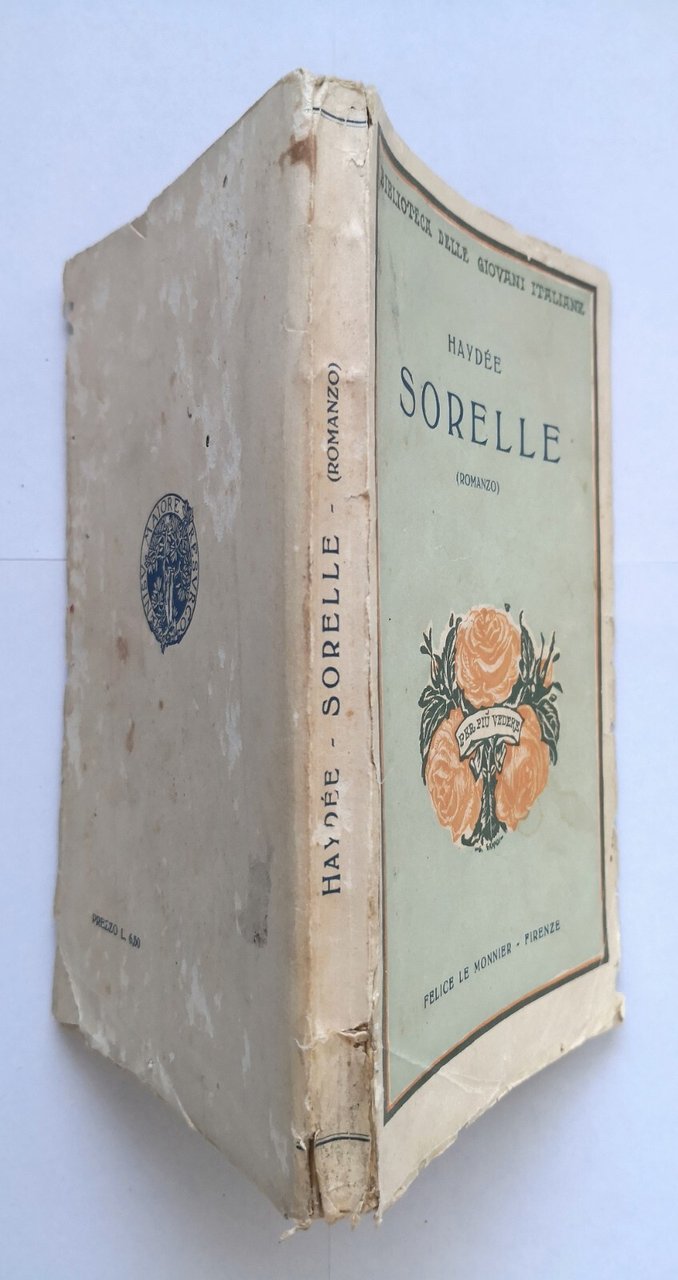 BIBLIOTECA DELLE GIOVANI ITALIANE
HAYDÉE
SORELLE
(ROMANZO)
PER PIÙ VEDERE
FELICE LE MONNIER - FIRENZE
HAYDÉE - SORELLE - (ROMANZO)
PREZZO L. 6,50